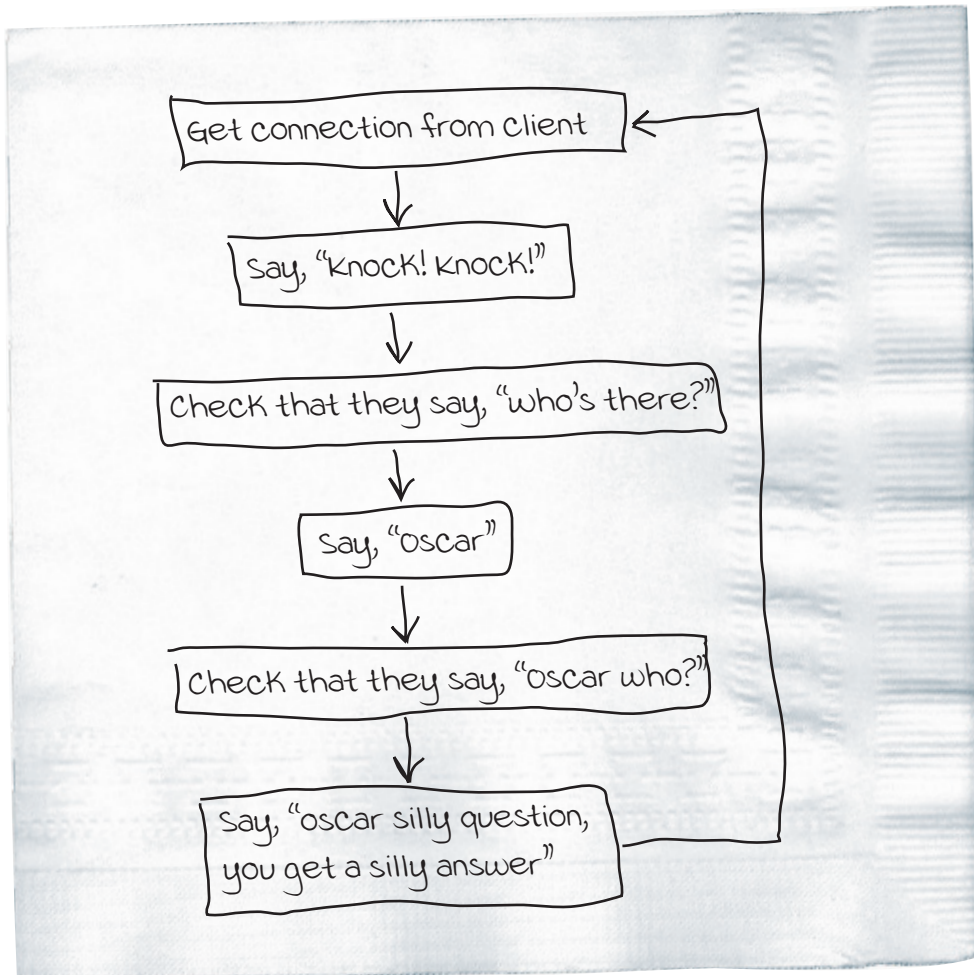 Get connection from client
Say, “Knock! Knock!”
Check that they say, “Who’s there?”
Say, “Oscar”
Check that they say, “Oscar who?”
Say, “Oscar silly question,
you get a silly answer”